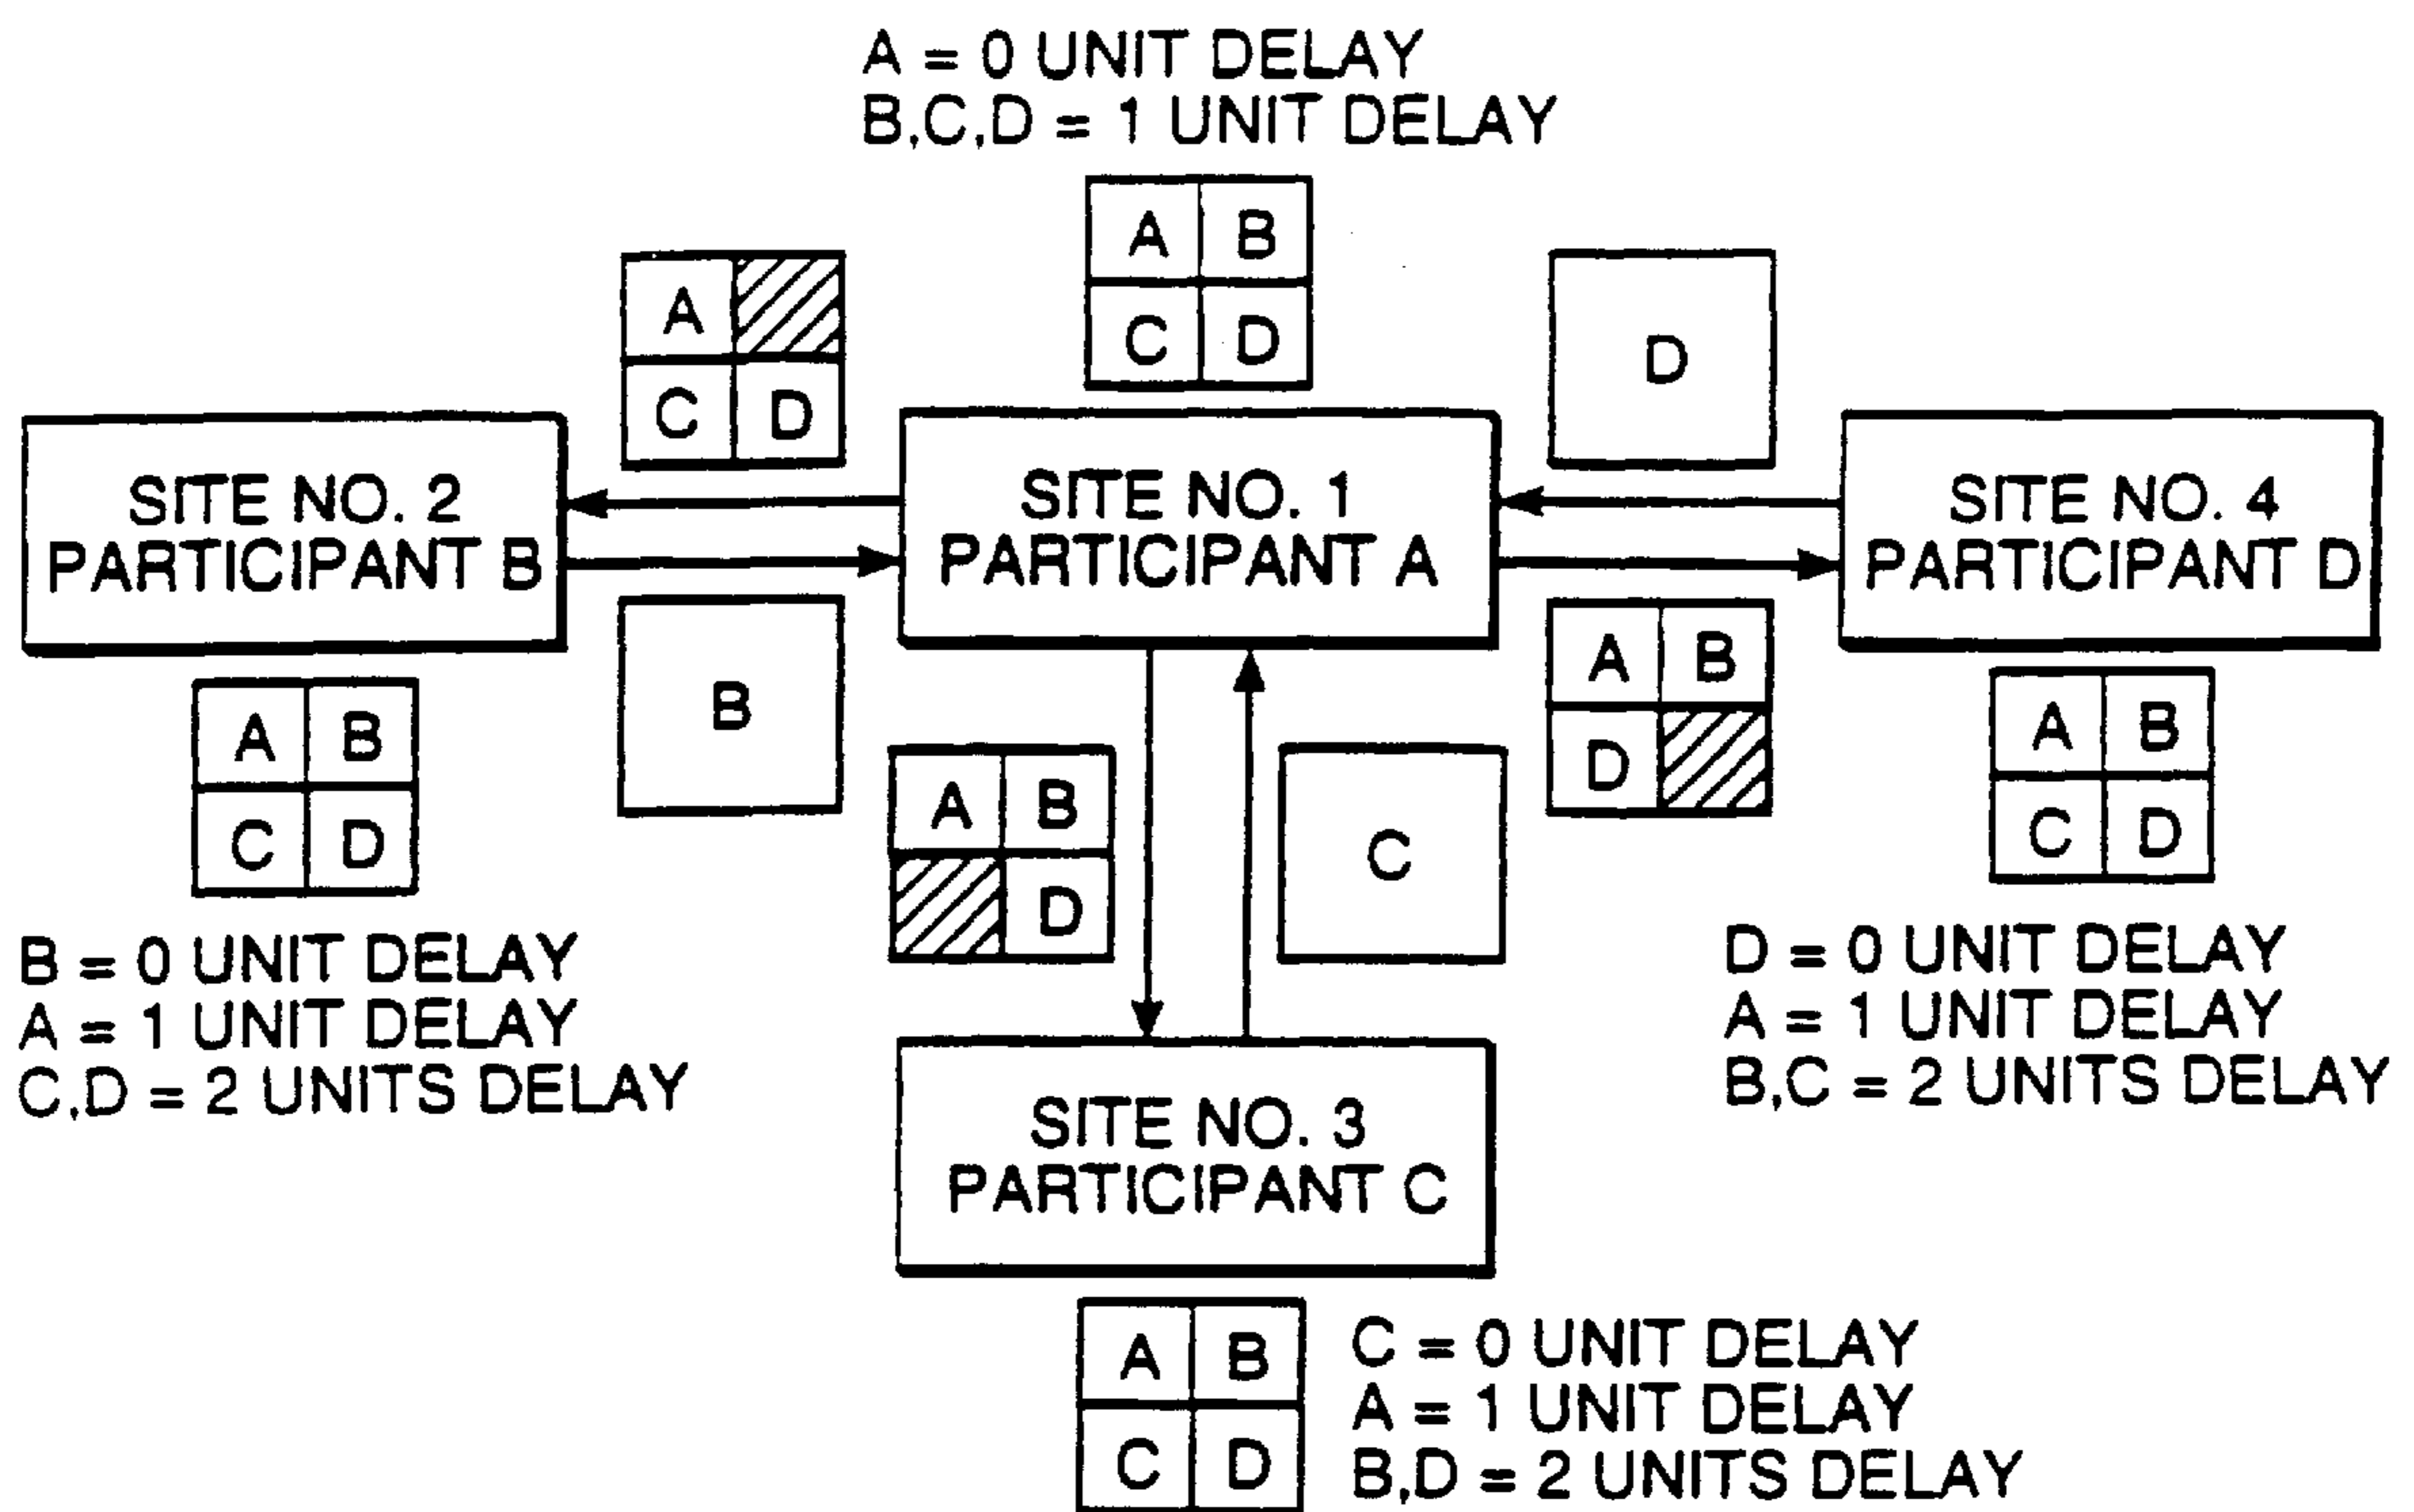 A = 0 UNIT DELAY
B,C,D = 1 UNIT DELAY
A B
C D
A
C D
D
SITE NO. 2
PARTICIPANT B
SITE NO. 1
PARTICIPANT A
SITE NO. 4
PARTICIPANT D
A B
C D
B
A B
D
C
A B
D
A B
C D
B = 0 UNIT DELAY
A = 1 UNIT DELAY
C,D = 2 UNITS DELAY
D = 0 UNIT DELAY
A = 1 UNIT DELAY
B,C = 2 UNITS DELAY
SITE NO. 3
PARTICIPANT C
A B
C D
C = 0 UNIT DELAY
A = 1 UNIT DELAY
B,D = 2 UNITS DELAY